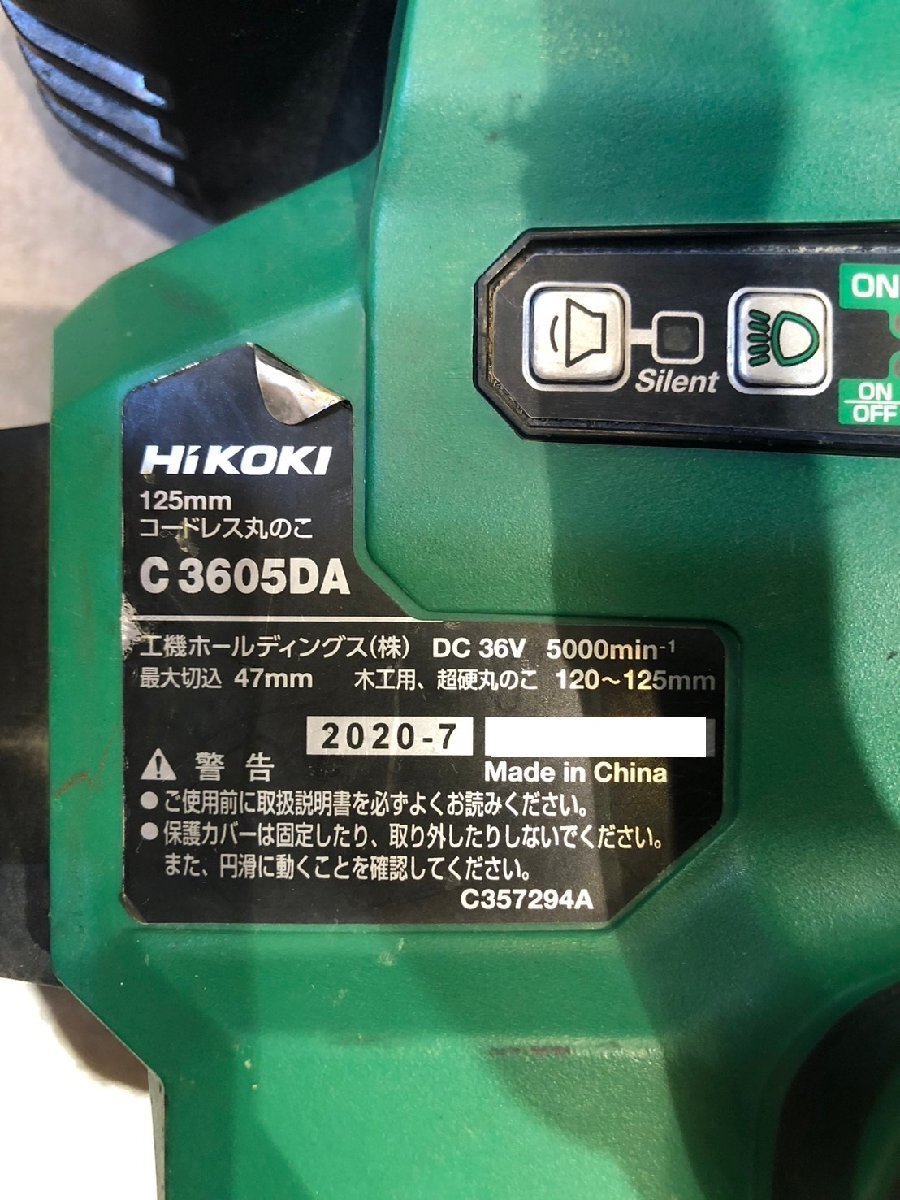 ON
Silent
ON
OFF
HiKOKI
125mm
コードレス丸のこ
C 3605DA
工機ホールディングス(株) DC 36V 5000min-1
最大切込 47mm 木工用、超硬丸のこ 120～125mm
2020-7
警告
Made in China
●ご使用前に取扱説明書を必ずよくお読みください。
●保護カバーは固定したり、取り外したりしないでください。
また、円滑に動くことを確認してください。
C357294A